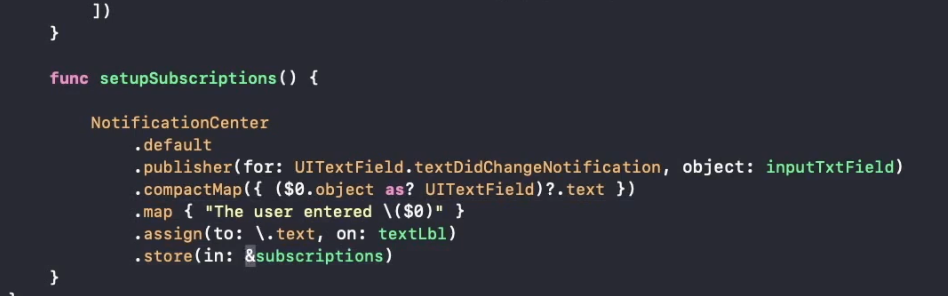 ])
}
func setupSubscriptions() {
NotificationCenter
.default
.publisher(for: UITextField.textDidChangeNotification, object: inputTxtField)
.compactMap({ ($0.object as? UITextField)?.text })
.map { "The user entered \($0)" }
.assign(to: \.text, on: textLbl)
.store(in: &subscriptions)
}
}